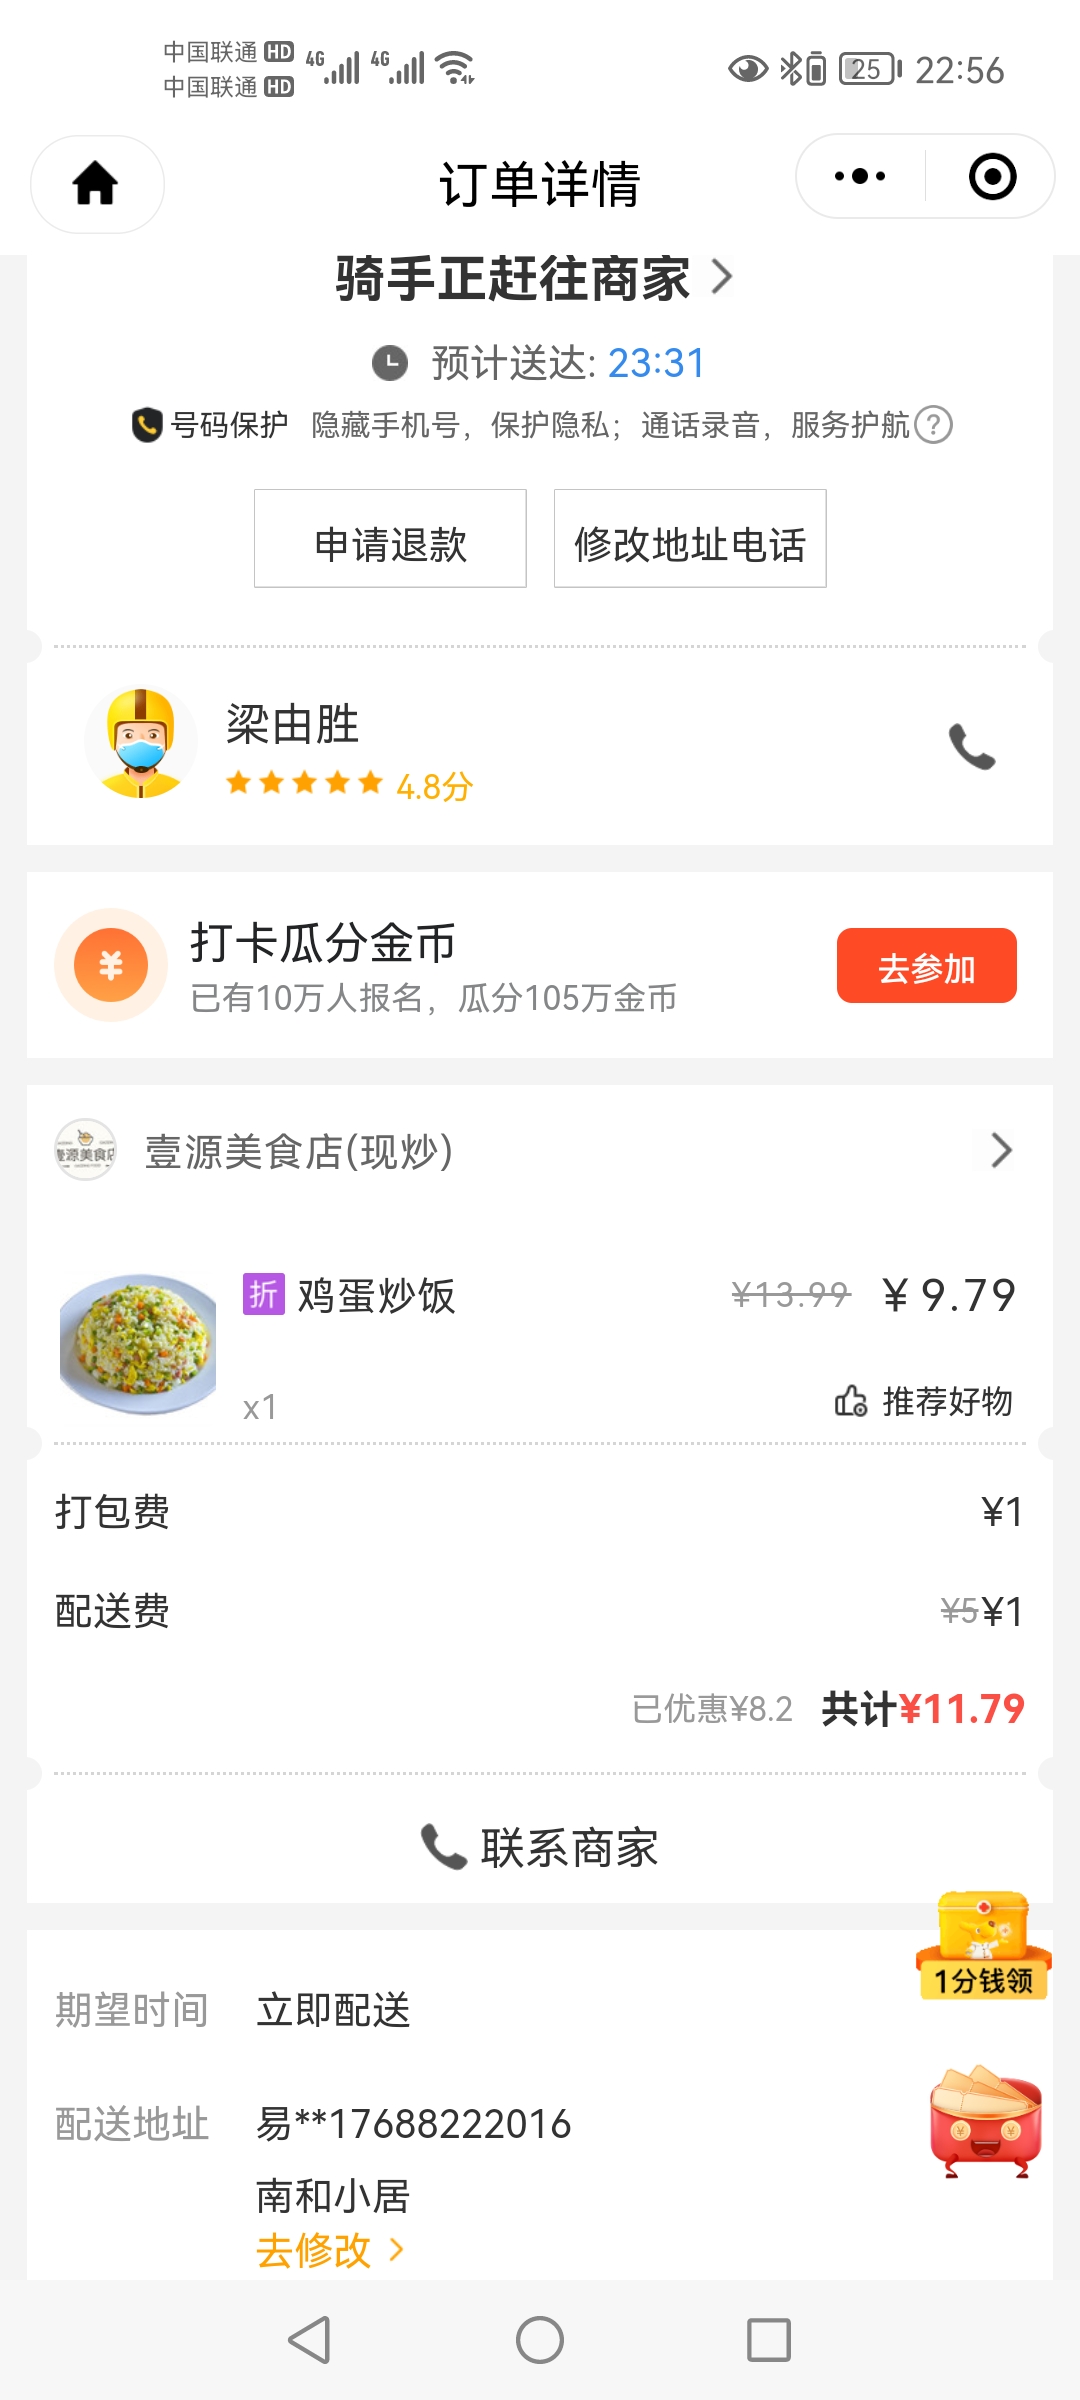 中国联通 HD 4G 4G
中国联通 HD
25 22:56
订单详情
骑手正赶往商家
预计送达: 23:31
号码保护 隐藏手机号，保护隐私；通话录音，服务护航 ?
申请退款 修改地址电话
梁由胜
4.8分
打卡瓜分金币
已有10万人报名，瓜分105万金币
去参加
壹源美食店
壹源美食店(现炒)
折 鸡蛋炒饭 ¥13.99 ¥9.79
x1 推荐好物
打包费 ¥1
配送费 ¥5 ¥1
已优惠¥8.2 共计¥11.79
联系商家
1分钱领
期望时间 立即配送
配送地址 易**17688222016
南和小居
去修改